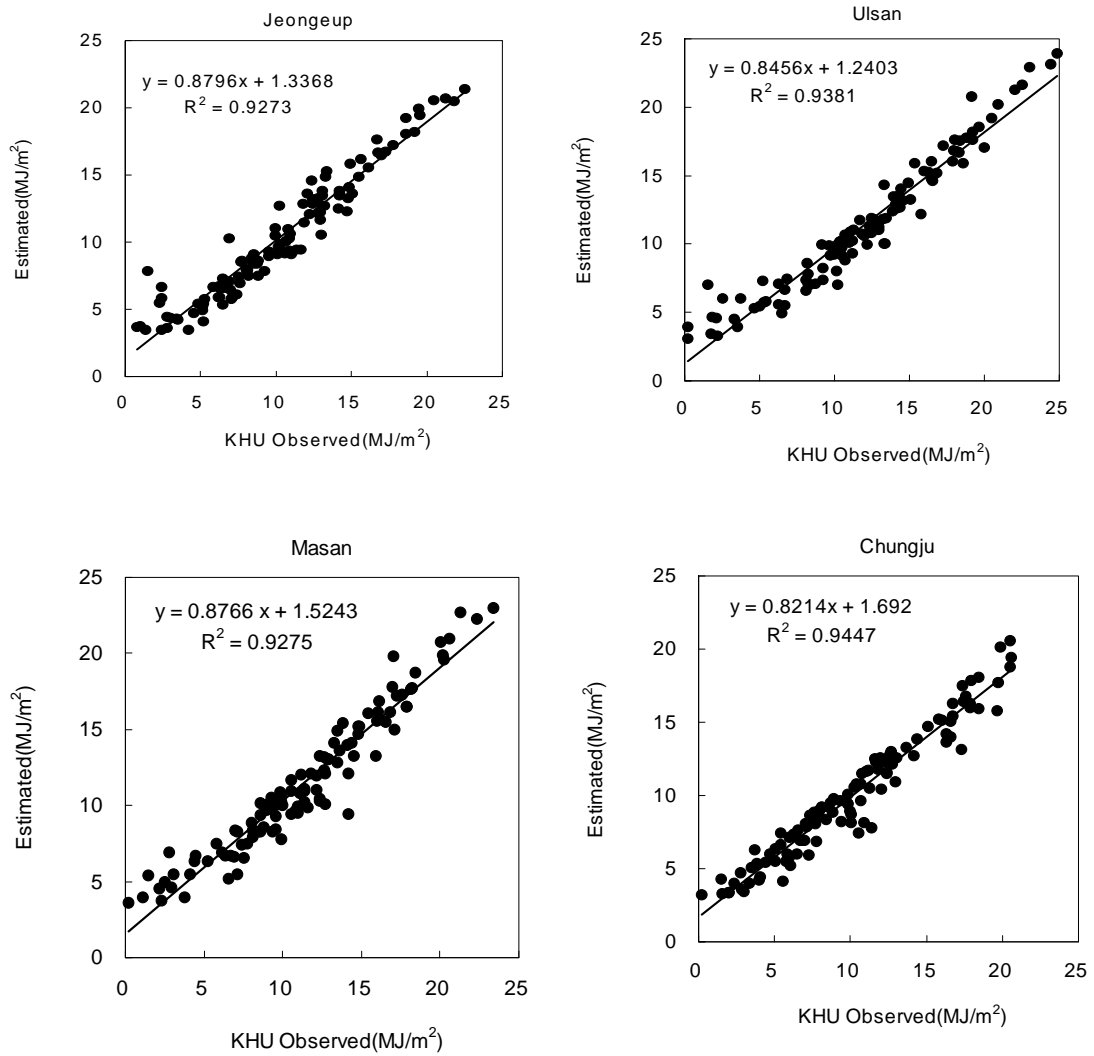 Jeongeup
25
20
15
10
5
0
y = 0.8796x + 1.3368
R² = 0.9273
Estimated(MJ/m²)
0 5 10 15 20 25
KHU Observed(MJ/m²)
Ulsan
25
20
15
10
5
0
y = 0.8456x + 1.2403
R² = 0.9381
Estimated(MJ/m²)
0 5 10 15 20 25
KHU Observed(MJ/m²)
Masan
25
20
15
10
5
0
y = 0.8766 x + 1.5243
R² = 0.9275
Estimated(MJ/m²)
0 5 10 15 20 25
KHU Observed(MJ/m²)
Chungju
25
20
15
10
5
0
y = 0.8214x + 1.692
R² = 0.9447
Estimated(MJ/m²)
0 5 10 15 20 25
KHU Observed(MJ/m²)